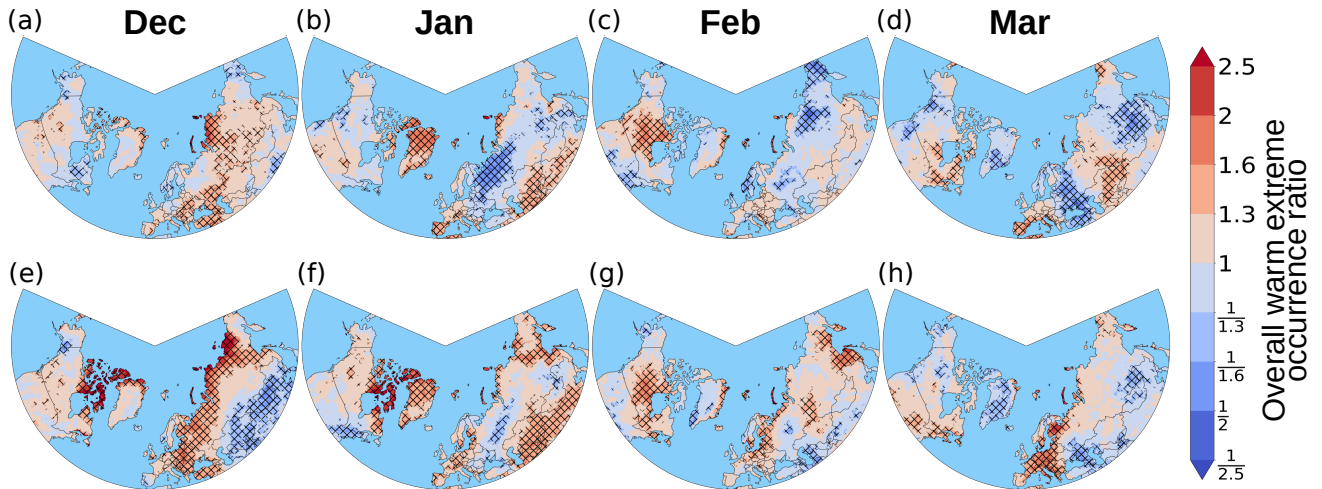 (a) Dec (b) Jan (c) Feb (d) Mar
(e) (f) (g) (h)
2.5
2
1.6
1.3
1
1/1.3
1/1.6
1/2
1/2.5
Overall warm extreme
occurrence ratio